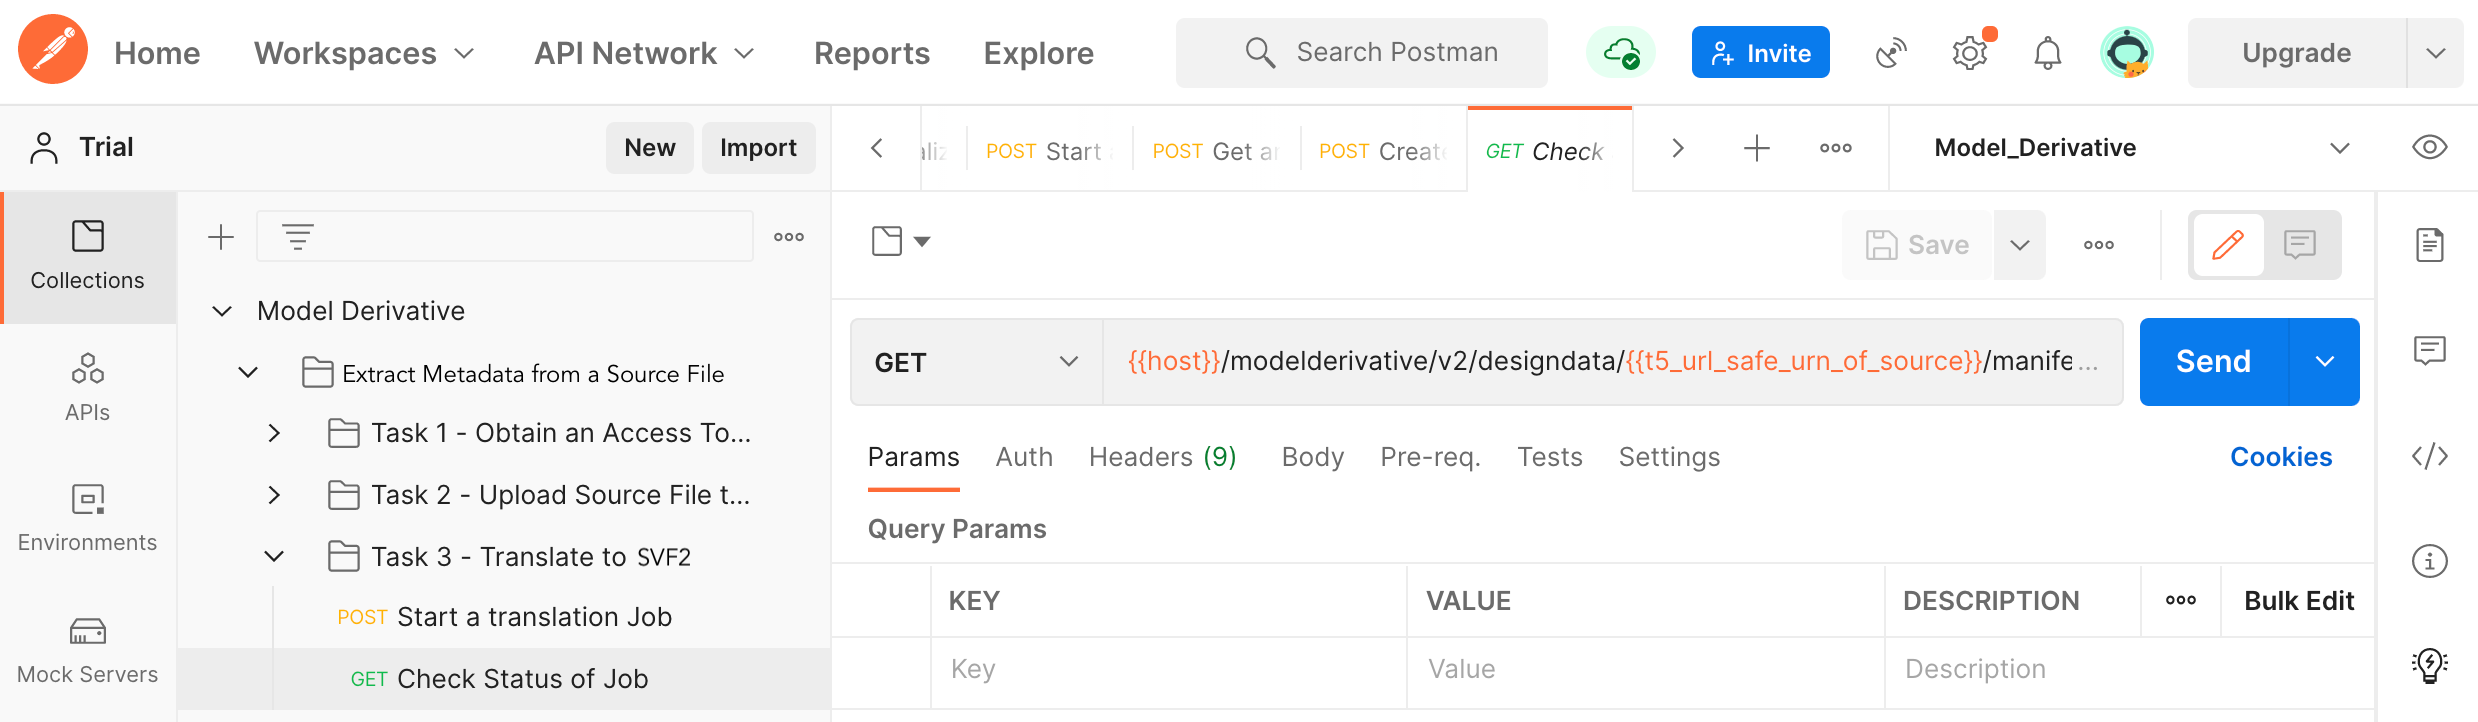 Home Workspaces API Network Reports Explore Search Postman Invite Upgrade
Trial New Import POST Start POST Get POST Create GET Check Model_Derivative
Collections
APIs
Environments
Mock Servers
Model Derivative
Extract Metadata from a Source File
Task 1 - Obtain an Access To...
Task 2 - Upload Source File t...
Task 3 - Translate to SVF2
POST Start a translation Job
GET Check Status of Job
Save
GET {{host}}/modelderivative/v2/designdata/{{t5_url_safe_urn_of_source}}/manife... Send
Params Auth Headers (9) Body Pre-req. Tests Settings Cookies
Query Params
KEY VALUE DESCRIPTION Bulk Edit
Key Value Description